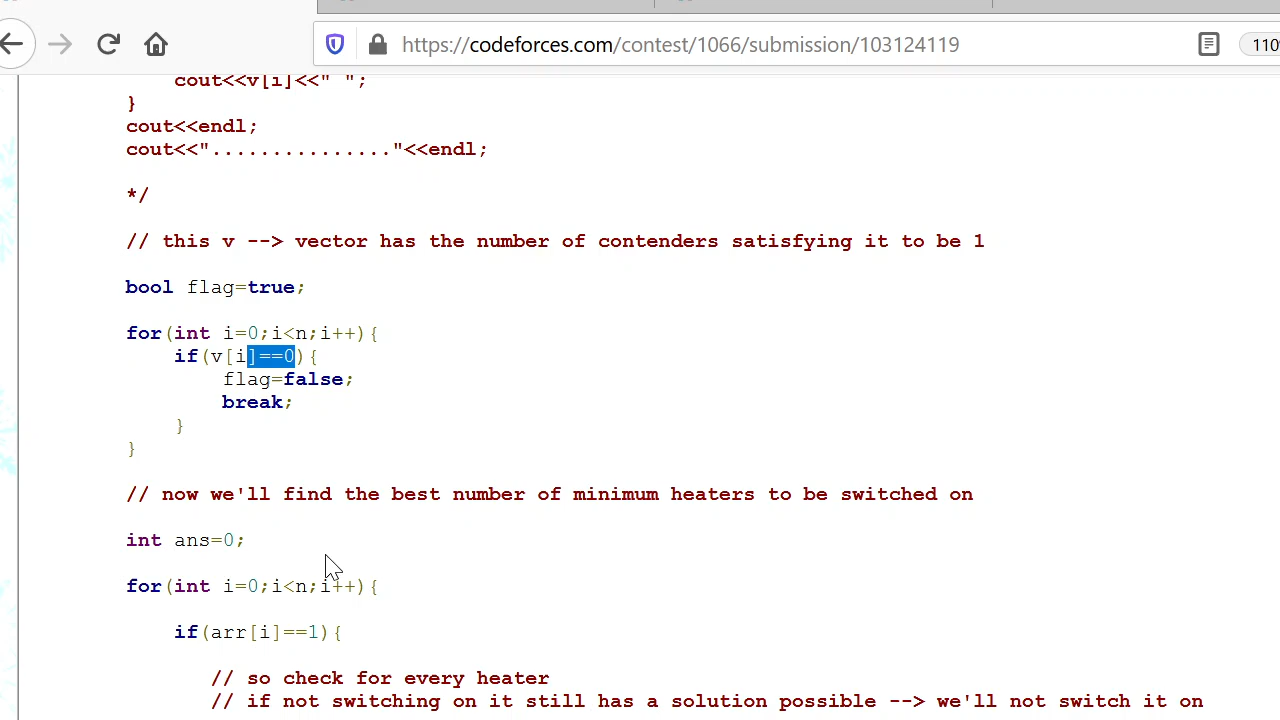 https://codeforces.com/contest/1066/submission/103124119
110
cout<<v[i]<<" ";
}
cout<<endl;
cout<<"..............."<<endl;
*/
// this v --> vector has the number of contenders satisfying it to be 1
bool flag=true;
for(int i=0;i<n;i++){
if(v[i]==0){
flag=false;
break;
}
}
// now we'll find the best number of minimum heaters to be switched on
int ans=0;
for(int i=0;i<n;i++){
if(arr[i]==1){
// so check for every heater
// if not switching on it still has a solution possible --> we'll not switch it on